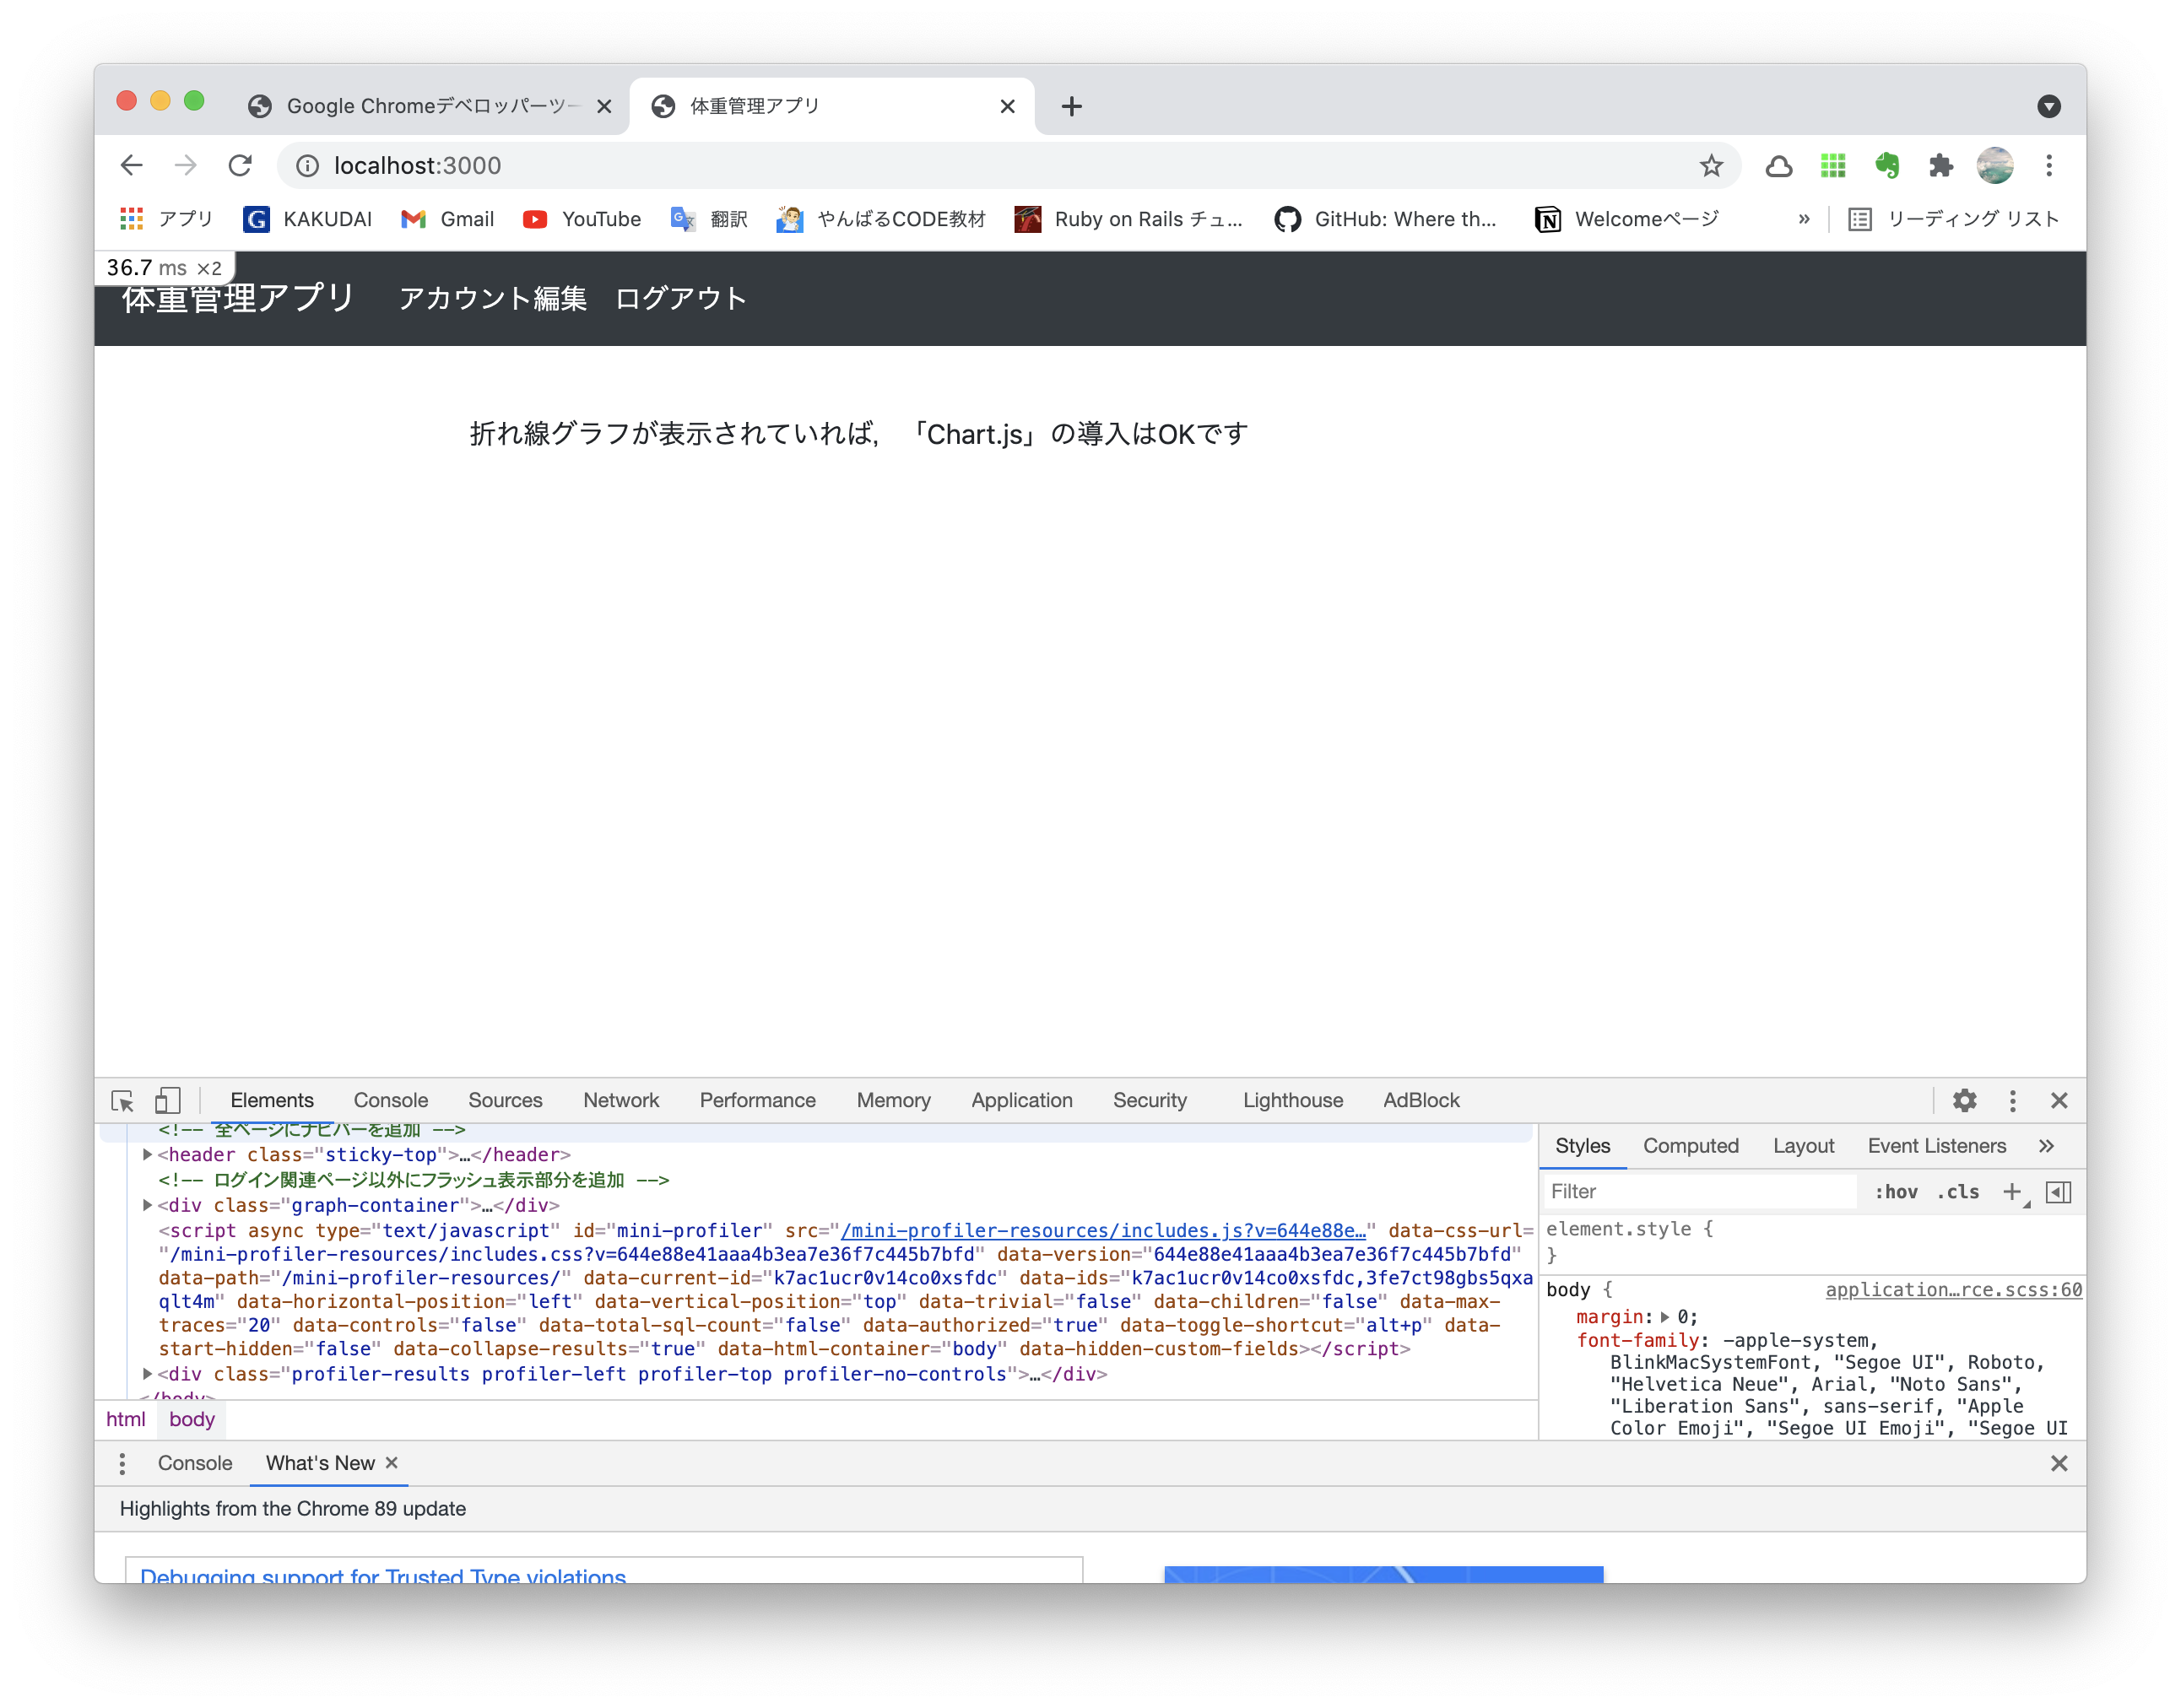 Google Chromeデベロッパーツー
体重管理アプリ
localhost:3000
アプリ
KAKUDAI
Gmail
YouTube
翻訳
やんばるCODE教材
Ruby on Rails チュ...
GitHub: Where th...
Welcomeページ
»
リーディング リスト
36.7 ms ×2
体重管理アプリ
アカウント編集
ログアウト
折れ線グラフが表示されていれば, 「Chart.js」の導入はOKです
Elements
Console
Sources
Network
Performance
Memory
Application
Security
Lighthouse
AdBlock
<!-- 全ページにナビバーを追加 -->
<header class="sticky-top">…</header>
<!-- ログイン関連ページ以外にフラッシュ表示部分を追加 -->
<div class="graph-container">…</div>
<script async type="text/javascript" id="mini-profiler" src="/mini-profiler-resources/includes.js?v=644e88e…" data-css-url=
"/mini-profiler-resources/includes.css?v=644e88e41aaa4b3ea7e36f7c445b7bfd" data-version="644e88e41aaa4b3ea7e36f7c445b7bfd"
data-path="/mini-profiler-resources/" data-current-id="k7ac1ucr0v14co0xsfdc" data-ids="k7ac1ucr0v14co0xsfdc,3fe7ct98gbs5qxa
qlt4m" data-horizontal-position="left" data-vertical-position="top" data-trivial="false" data-children="false" data-max-
traces="20" data-controls="false" data-total-sql-count="false" data-authorized="true" data-toggle-shortcut="alt+p" data-
start-hidden="false" data-collapse-results="true" data-html-container="body" data-hidden-custom-fields></script>
<div class="profiler-results profiler-left profiler-top profiler-no-controls">…</div>
</body>
html
body
Styles
Computed
Layout
Event Listeners
»
Filter
:hov
.cls
element.style {
}
body {
application…rce.scss:60
margin: 0;
font-family: -apple-system,
BlinkMacSystemFont, "Segoe UI", Roboto,
"Helvetica Neue", Arial, "Noto Sans",
"Liberation Sans", sans-serif, "Apple
Color Emoji", "Segoe UI Emoji", "Segoe UI
Console
What's New
Highlights from the Chrome 89 update
Debugging support for Trusted Type violations